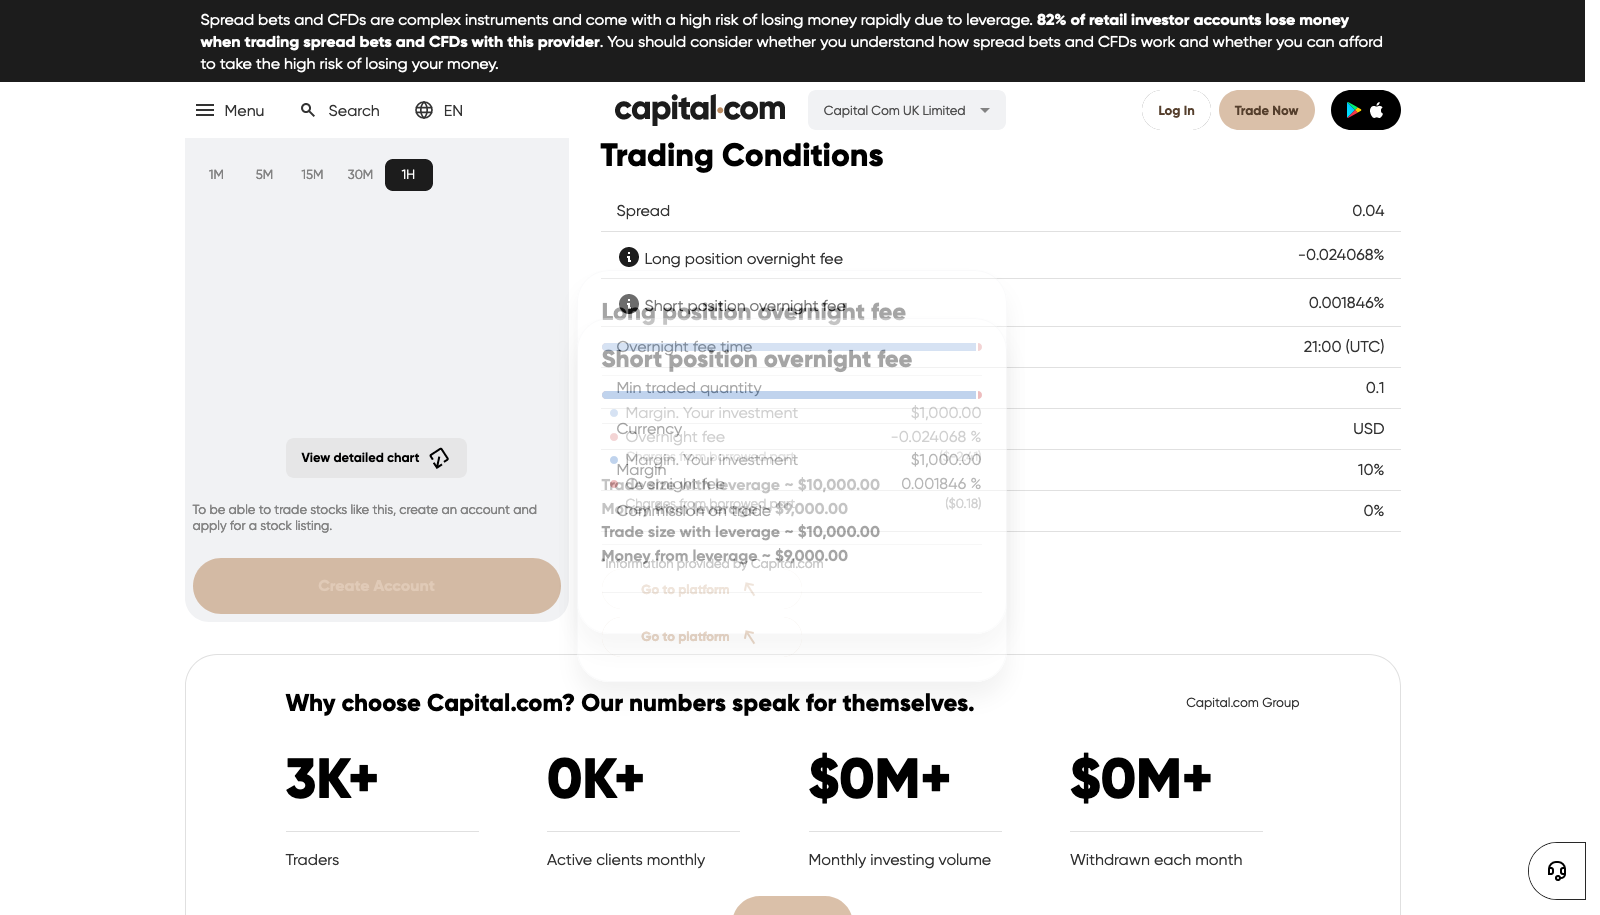 Spread bets and CFDs are complex instruments and come with a high risk of losing money rapidly due to leverage. 82% of retail investor accounts lose money
when trading spread bets and CFDs with this provider. You should consider whether you understand how spread bets and CFDs work and whether you can afford
to take the high risk of losing your money.
Menu
Search
EN
capital.com
Capital Com UK Limited
Log In
Trade Now
1M
5M
15M
30M
1H
View detailed chart
To be able to trade stocks like this, create an account and
apply for a stock listing.
Create Account
Trading Conditions
Spread 0.04
Long position overnight fee -0.024068%
Short position overnight fee 0.001846%
Overnight fee time 21:00 (UTC)
Min traded quantity 0.1
Currency USD
Margin 10%
Commission on trade 0%
*Information provided by Capital.com
Long position overnight fee
Margin. Your investment $1,000.00
Overnight fee -0.024068 %
Charges from borrowed part
Trade size with leverage ~ $10,000.00
Money from leverage ~ $9,000.00
Go to platform
Short position overnight fee
Margin. Your investment $1,000.00
Overnight fee 0.001846 %
Charges from borrowed part ($0.18)
Trade size with leverage ~ $10,000.00
Money from leverage ~ $9,000.00
Go to platform
Why choose Capital.com? Our numbers speak for themselves.
Capital.com Group
3K+
Traders
0K+
Active clients monthly
$0M+
Monthly investing volume
$0M+
Withdrawn each month